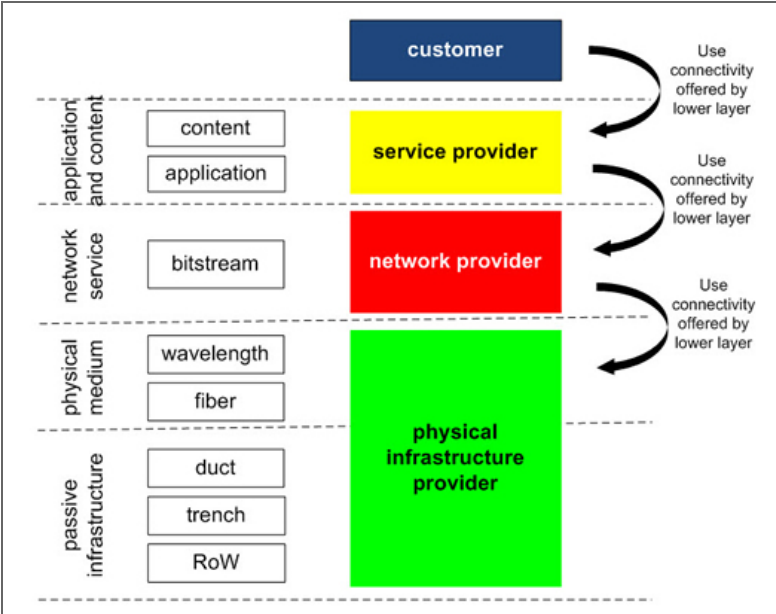 customer
Use
connectivity
offered by
lower layer
application
and content
content
application
service provider
Use
connectivity
offered by
lower layer
network
service
bitstream
network provider
Use
connectivity
offered by
lower layer
physical
medium
wavelength
fiber
physical
infrastructure
provider
passive
infrastructure
duct
trench
RoW